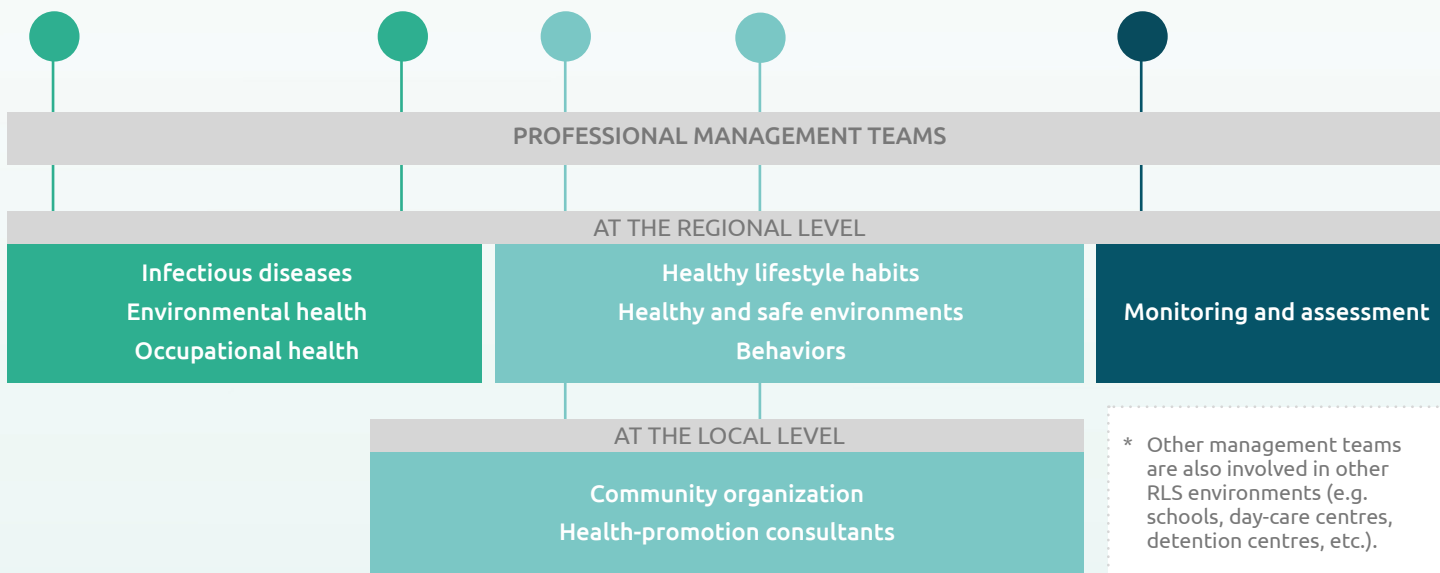 PROFESSIONAL MANAGEMENT TEAMS
AT THE REGIONAL LEVEL
Infectious diseases
Environmental health
Occupational health
Healthy lifestyle habits
Healthy and safe environments
Behaviors
Monitoring and assessment
AT THE LOCAL LEVEL
Community organization
Health-promotion consultants
* Other management teams
are also involved in other
RLS environments (e.g.
schools, day-care centres,
detention centres, etc.).